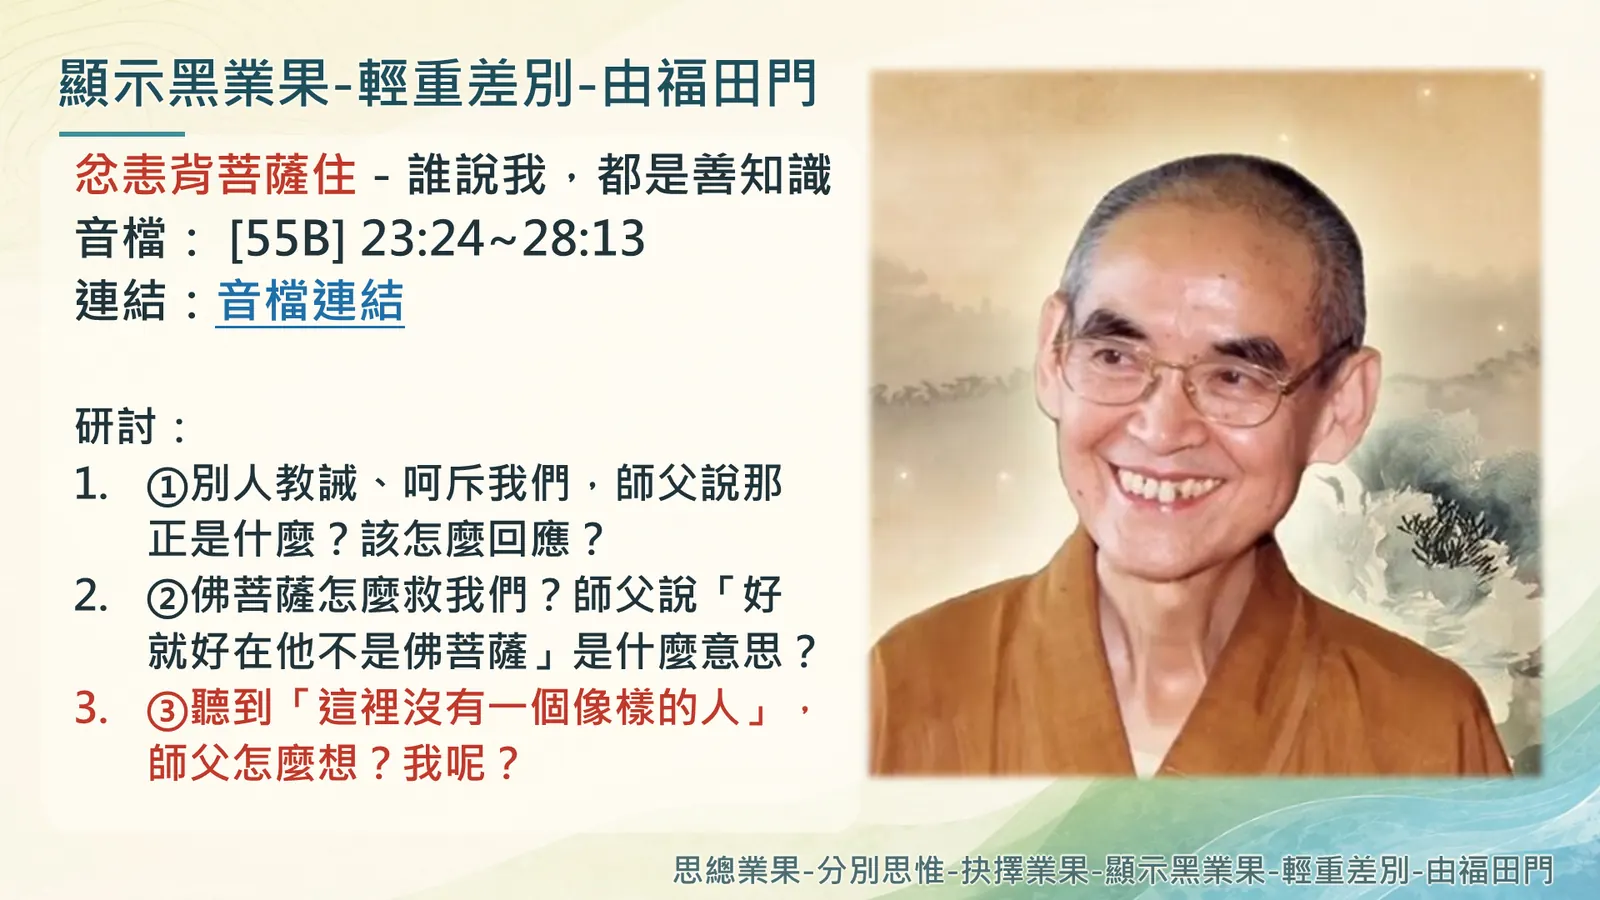 顯示黑業果-輕重差別-由福田門
忿恚背菩薩住 - 誰說我，都是善知識
音檔： [55B] 23:24~28:13
連結：音檔連結
研討：
1. ①別人教誡、呵斥我們，師父說那
正是什麼？該怎麼回應？
2. ②佛菩薩怎麼救我們？師父說「好
就好在他不是佛菩薩」是什麼意思？
3. ③聽到「這裡沒有一個像樣的人」，
師父怎麼想？我呢？
思總業果-分別思惟-抉擇業果-顯示黑業果-輕重差別-由福田門